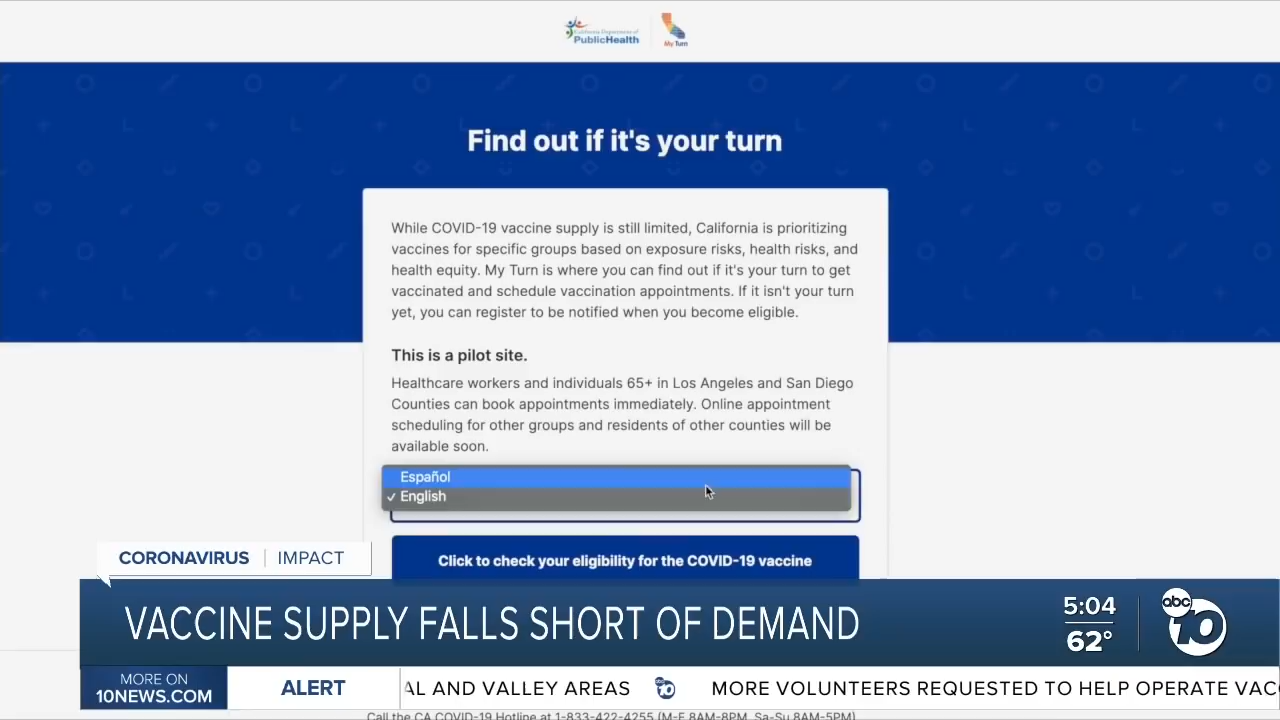 California Department of
PublicHealth
My Turn
Find out if it's your turn
While COVID-19 vaccine supply is still limited, California is prioritizing
vaccines for specific groups based on exposure risks, health risks, and
health equity. My Turn is where you can find out if it's your turn to get
vaccinated and schedule vaccination appointments. If it isn't your turn
yet, you can register to be notified when you become eligible.
This is a pilot site.
Healthcare workers and individuals 65+ in Los Angeles and San Diego
Counties can book appointments immediately. Online appointment
scheduling for other groups and residents of other counties will be
available soon.
Español
✓ English
Click to check your eligibility for the COVID-19 vaccine
CORONAVIRUS | IMPACT
VACCINE SUPPLY FALLS SHORT OF DEMAND
5:04
62°
abc
10
MORE ON
10NEWS.COM
ALERT
AL AND VALLEY AREAS abc 10 MORE VOLUNTEERS REQUESTED TO HELP OPERATE VAC
Call the CA COVID-19 Hotline at 1-833-422-4255 (M-F 8AM-8PM, Sa-Su 8AM-5PM)